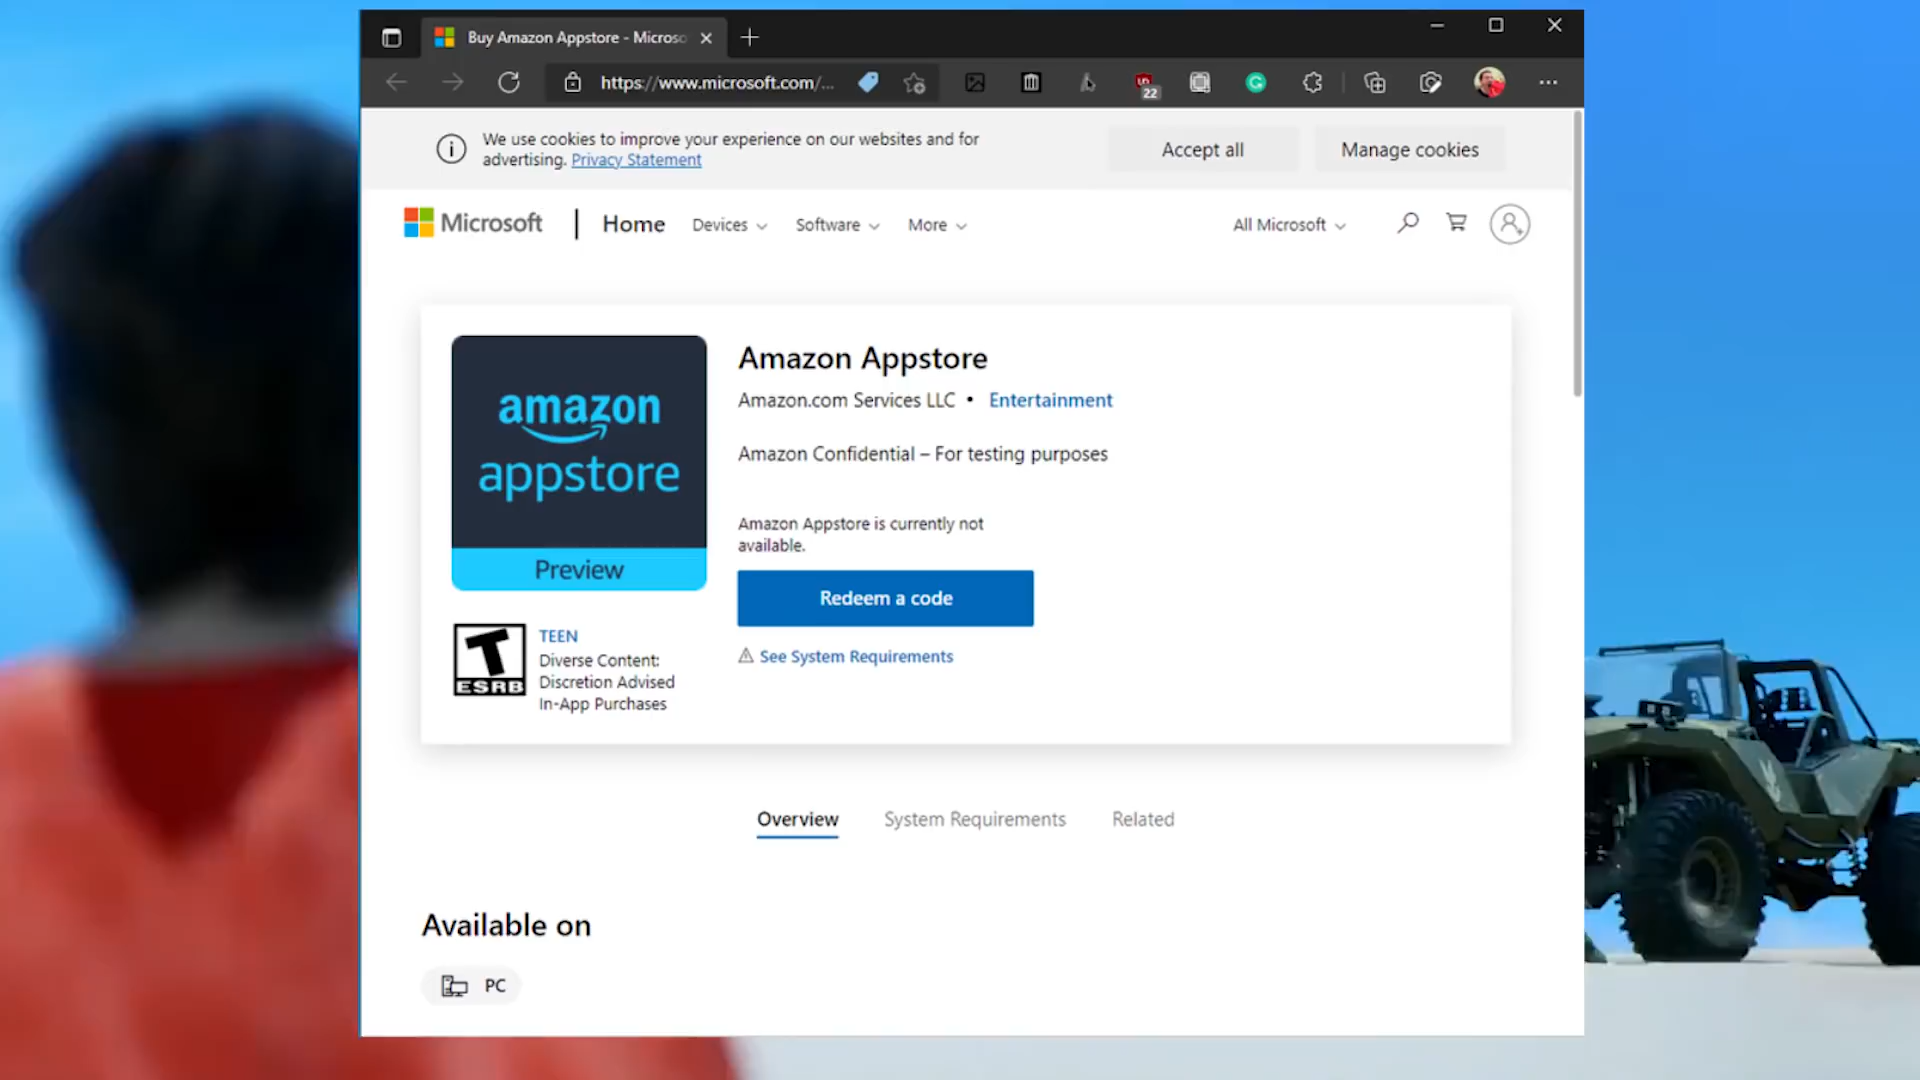 Buy Amazon Appstore - Microso
https://www.microsoft.com/...
22
We use cookies to improve your experience on our websites and for
advertising. Privacy Statement
Accept all
Manage cookies
Microsoft
Home
Devices
Software
More
All Microsoft
amazon
appstore
Preview
Amazon Appstore
Amazon.com Services LLC • Entertainment
Amazon Confidential – For testing purposes
Amazon Appstore is currently not
available.
Redeem a code
See System Requirements
T
ESRB
TEEN
Diverse Content:
Discretion Advised
In-App Purchases
Overview
System Requirements
Related
Available on
PC